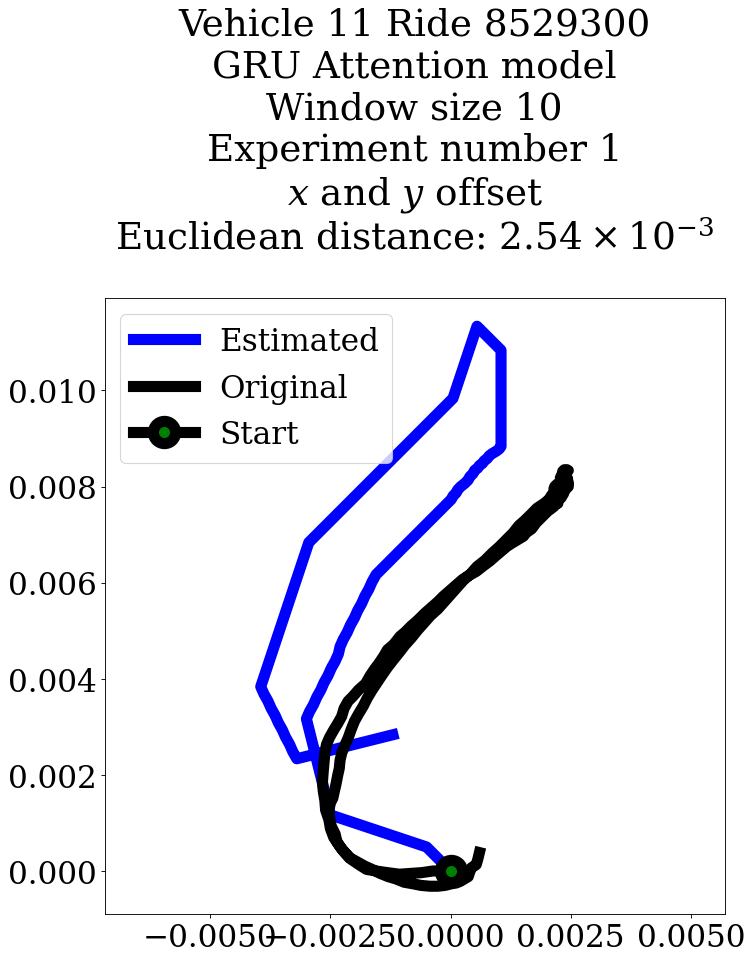 Vehicle 11 Ride 8529300
GRU Attention model
Window size 10
Experiment number 1
x and y offset
Euclidean distance: 2.54 × 10⁻³
Estimated
Original
Start
0.010
0.008
0.006
0.004
0.002
0.000
−0.0050
−0.0025
0.0000
0.0025
0.0050